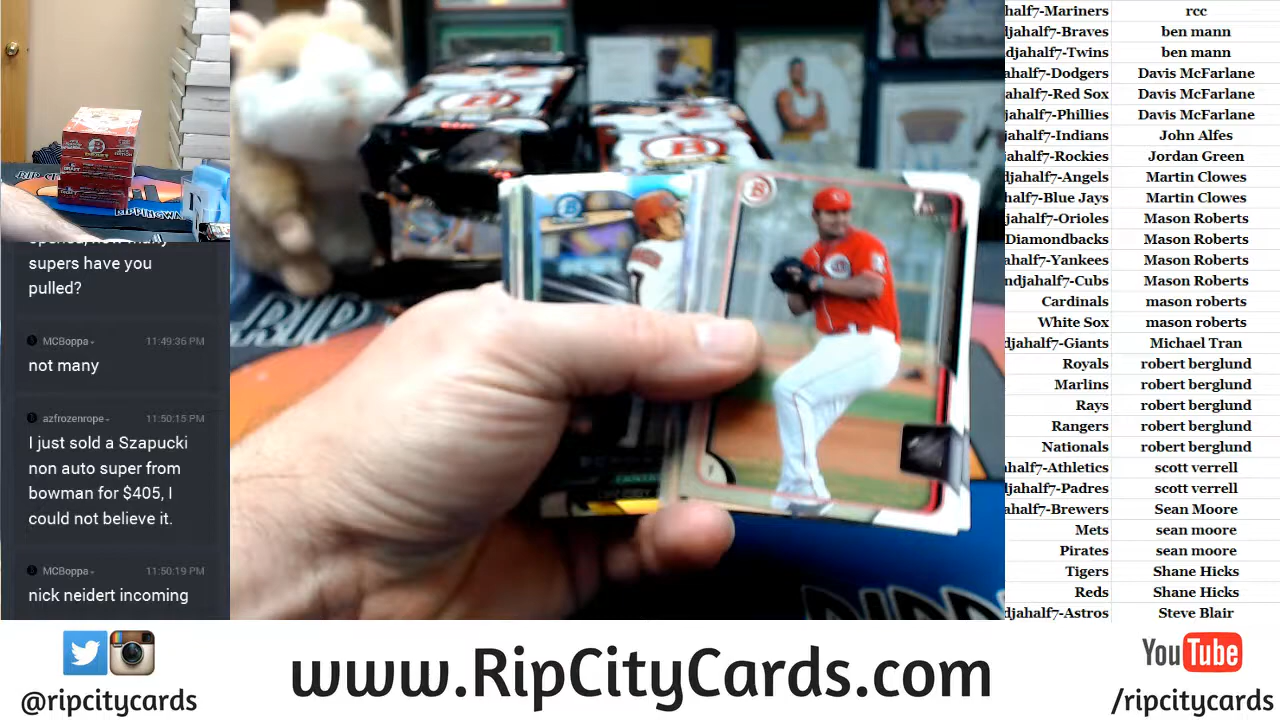 supers have you
pulled?
MCBoppa 11:49:36 PM
not many
azfrozenrope 11:50:15 PM
I just sold a Szapucki
non auto super from
bowman for $405, I
could not believe it.
MCBoppa 11:50:19 PM
nick neidert incoming
half7-Mariners rcc
djahalf7-Braves ben mann
djahalf7-Twins ben mann
ahalf7-Dodgers Davis McFarlane
ahalf7-Red Sox Davis McFarlane
ahalf7-Phillies Davis McFarlane
jahalf7-Indians John Alfes
ahalf7-Rockies Jordan Green
jahalf7-Angels Martin Clowes
half7-Blue Jays Martin Clowes
jahalf7-Orioles Mason Roberts
Diamondbacks Mason Roberts
ahalf7-Yankees Mason Roberts
ndjahalf7-Cubs Mason Roberts
Cardinals mason roberts
White Sox mason roberts
djahalf7-Giants Michael Tran
Royals robert berglund
Marlins robert berglund
Rays robert berglund
Rangers robert berglund
Nationals robert berglund
half7-Athletics scott verrell
djahalf7-Padres scott verrell
half7-Brewers Sean Moore
Mets sean moore
Pirates sean moore
Tigers Shane Hicks
Reds Shane Hicks
djahalf7-Astros Steve Blair
@ripcitycards
www.RipCityCards.com
You Tube
/ripcitycards